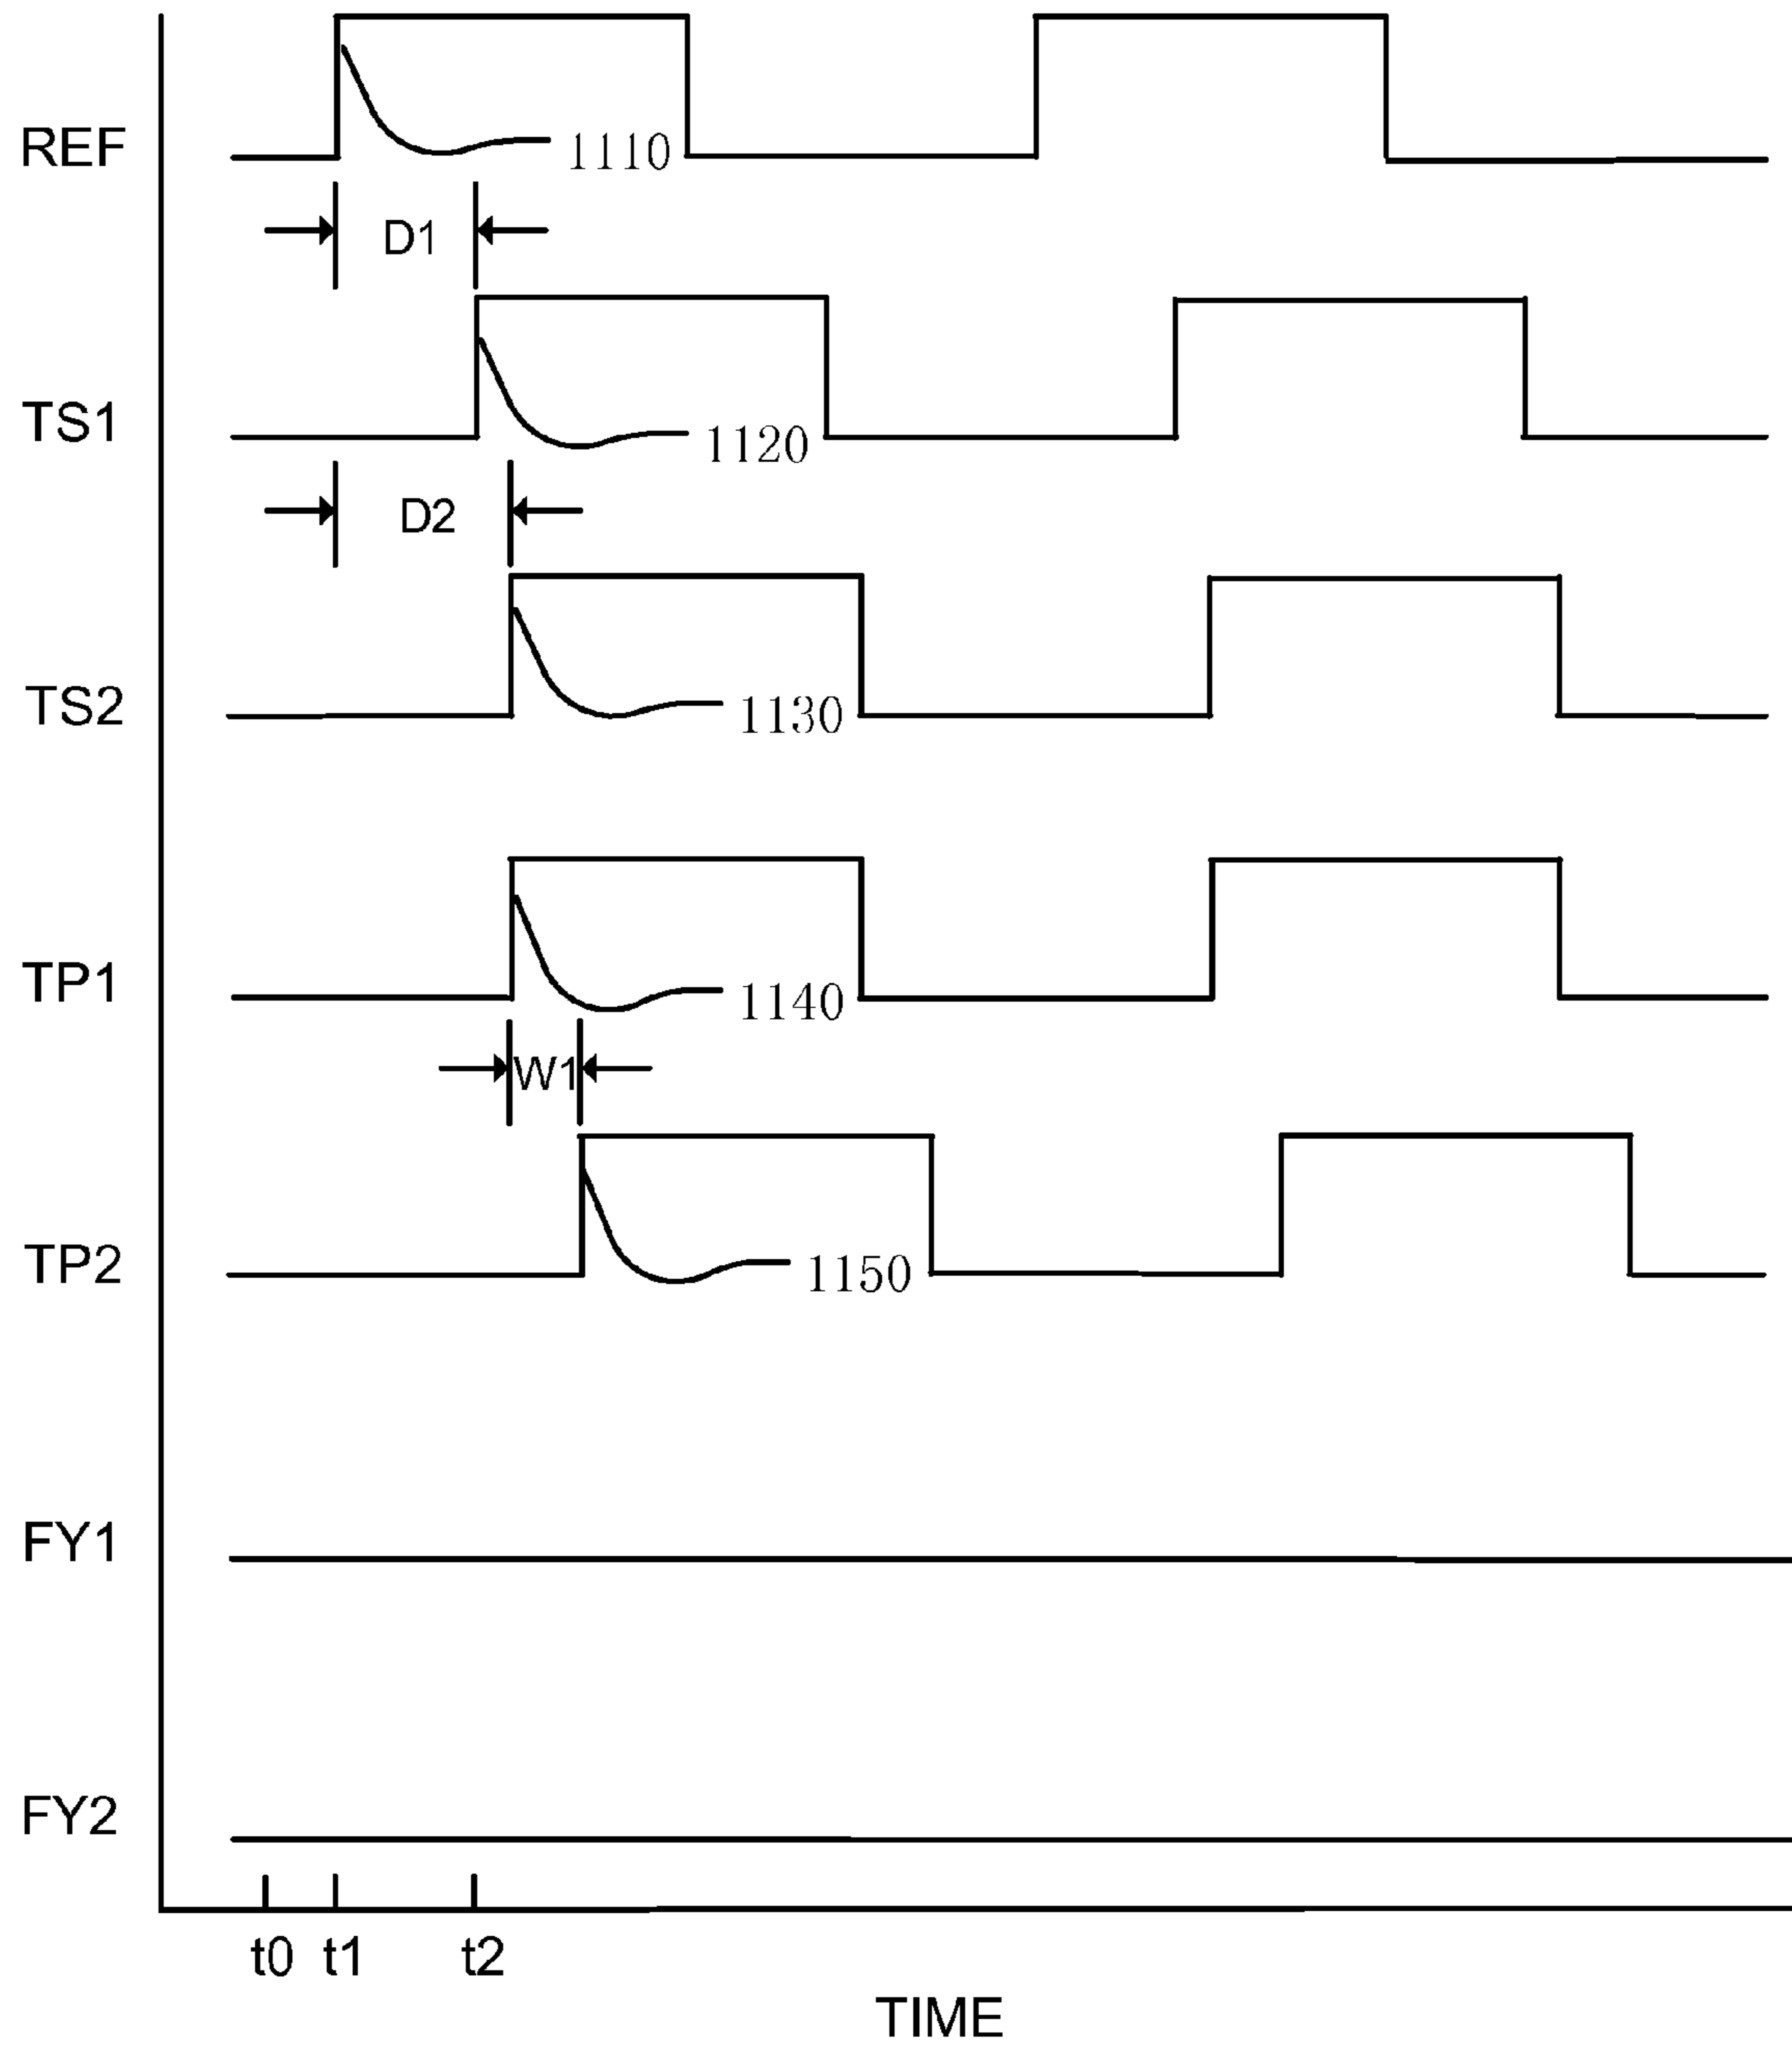 REF
1110
D1
TS1
1120
D2
TS2
1130
TP1
1140
W1
TP2
1150
FY1
FY2
t0 t1 t2
TIME